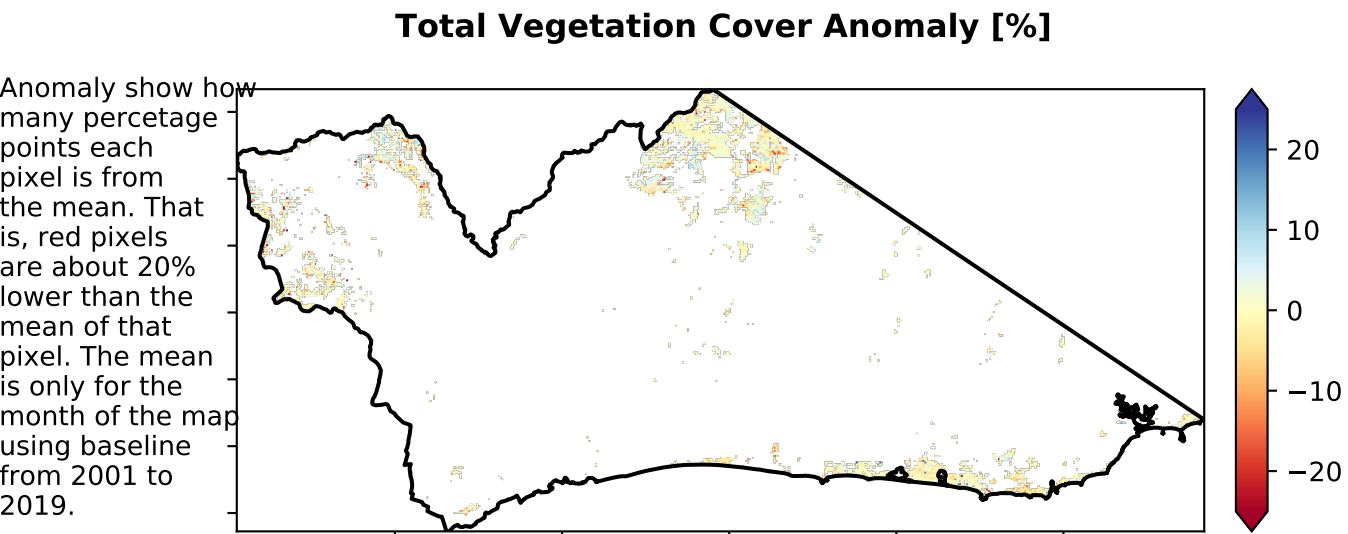 Total Vegetation Cover Anomaly [%]
Anomaly show how
many percetage
points each
pixel is from
the mean. That
is, red pixels
are about 20%
lower than the
mean of that
pixel. The mean
is only for the
month of the map
using baseline
from 2001 to
2019.
20
10
0
−10
−20